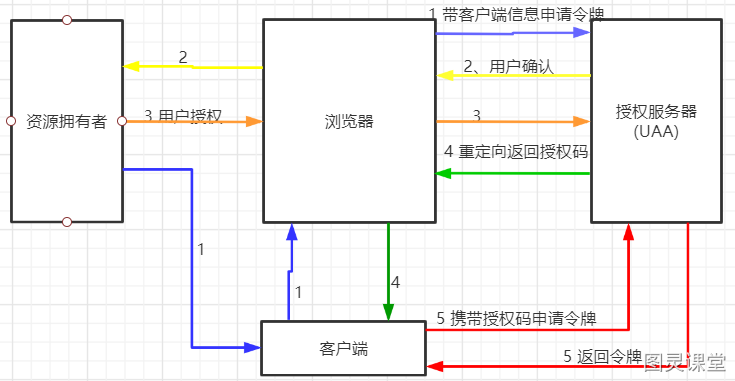 1 带客户端信息申请令牌
2
2、用户确认
资源拥有者
3 用户授权
浏览器
3
授权服务器
(UAA)
4 重定向返回授权码
1
1
4
5 携带授权码申请令牌
客户端
5 返回令牌
图灵课堂